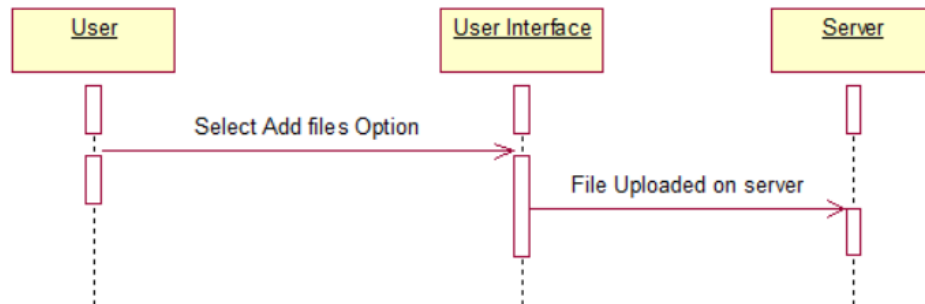 User
User Interface
Server
Select Add files Option
File Uploaded on server